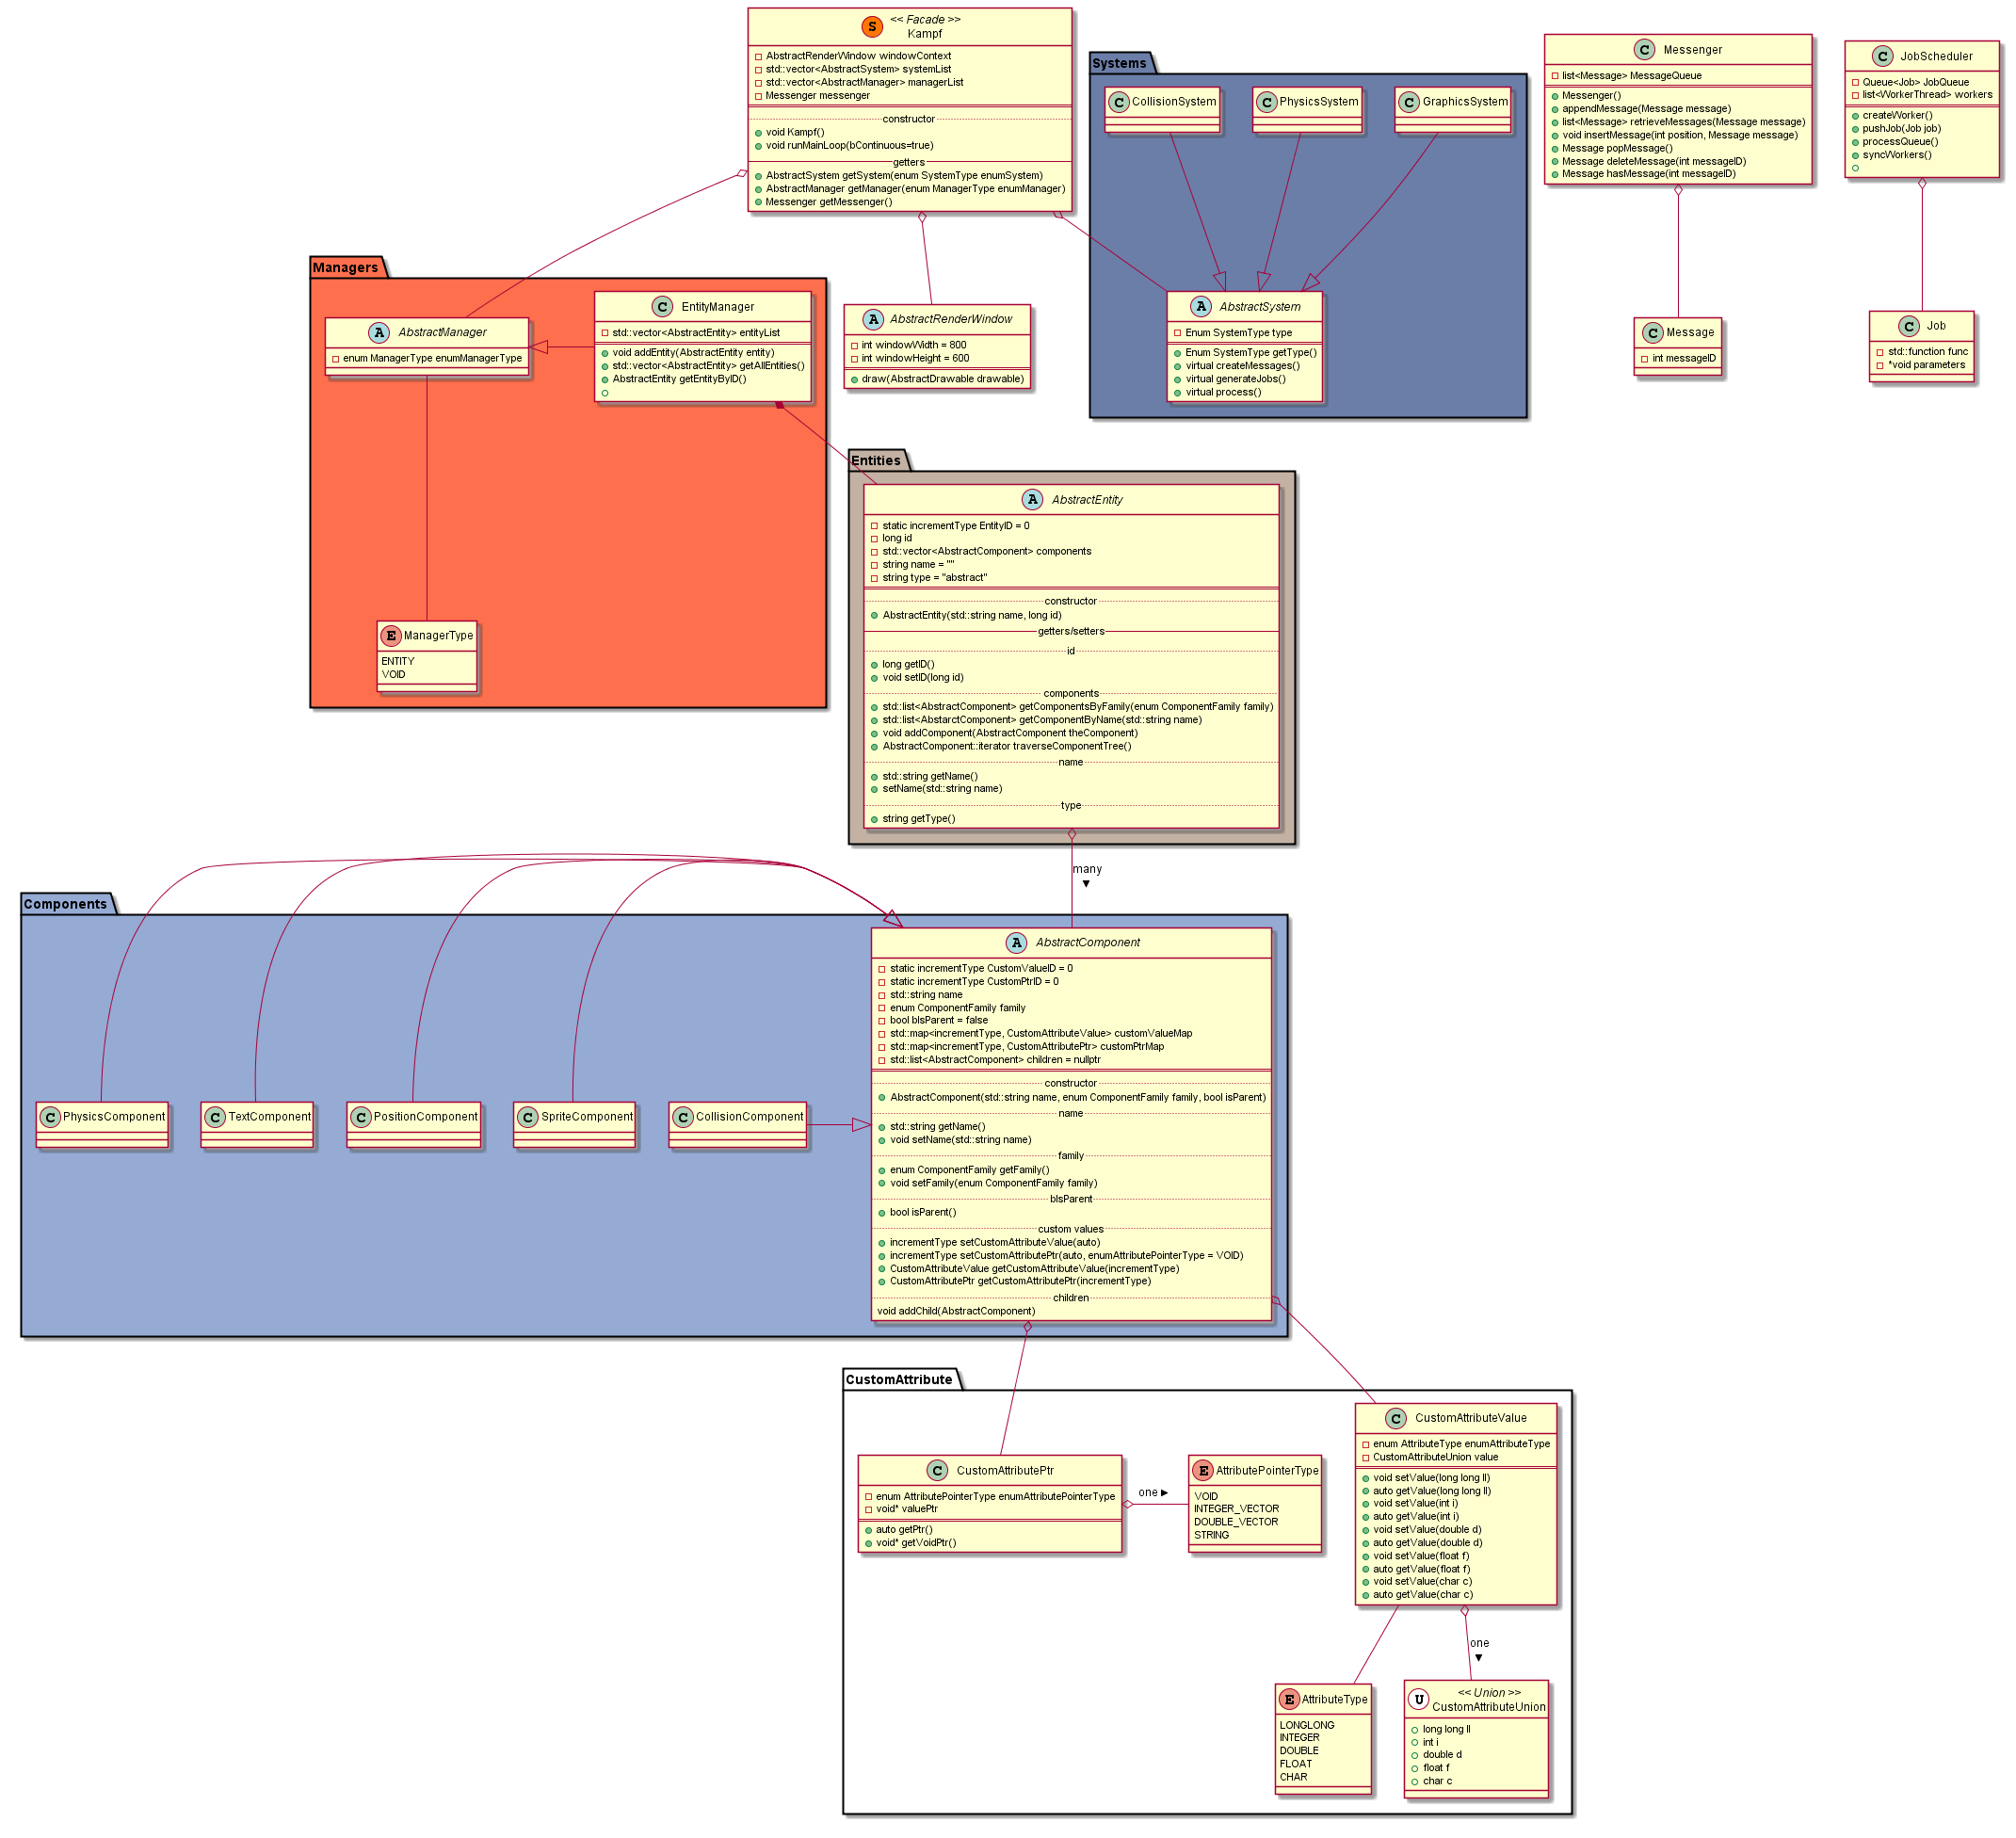 << Facade >>
Kampf
AbstractRenderWindow windowContext
std::vector<AbstractSystem> systemList
std::vector<AbstractManager> managerList
Messenger messenger
constructor
void Kampf()
void runMainLoop(bContinuous=true)
getters
AbstractSystem getSystem(enum SystemType enumSystem)
AbstractManager getManager(enum ManagerType enumManager)
Messenger getMessenger()
Systems
CollisionSystem
PhysicsSystem
GraphicsSystem
AbstractSystem
Enum SystemType type
Enum SystemType getType()
virtual createMessages()
virtual generateJobs()
virtual process()
Messenger
list<Message> MessageQueue
Messenger()
appendMessage(Message message)
list<Message> retrieveMessages(Message message)
void insertMessage(int position, Message message)
Message popMessage()
Message deleteMessage(int messageID)
Message hasMessage(int messageID)
JobScheduler
Queue<Job> JobQueue
list<WorkerThread> workers
createWorker()
pushJob(Job job)
processQueue()
syncWorkers()
Message
int messageID
Job
std::function func
*void parameters
Managers
AbstractManager
enum ManagerType enumManagerType
EntityManager
std::vector<AbstractEntity> entityList
void addEntity(AbstractEntity entity)
std::vector<AbstractEntity> getAllEntities()
AbstractEntity getEntityByID()
ManagerType
ENTITY
VOID
AbstractRenderWindow
int windowWidth = 800
int windowHeight = 600
draw(AbstractDrawable drawable)
Entities
AbstractEntity
static incrementType EntityID = 0
long id
std::vector<AbstractComponent> components
string name = ""
string type = "abstract"
constructor
AbstractEntity(std::string name, long id)
getters/setters
id
long getID()
void setID(long id)
components
std::list<AbstractComponent> getComponentsByFamily(enum ComponentFamily family)
std::list<AbstarctComponent> getComponentByName(std::string name)
void addComponent(AbstractComponent theComponent)
AbstractComponent::iterator traverseComponentTree()
name
std::string getName()
setName(std::string name)
type
string getType()
many
Components
PhysicsComponent
TextComponent
PositionComponent
SpriteComponent
CollisionComponent
AbstractComponent
static incrementType CustomValueID = 0
static incrementType CustomPtrID = 0
std::string name
enum ComponentFamily family
bool bIsParent = false
std::map<incrementType, CustomAttributeValue> customValueMap
std::map<incrementType, CustomAttributePtr> customPtrMap
std::list<AbstractComponent> children = nullptr
constructor
AbstractComponent(std::string name, enum ComponentFamily family, bool isParent)
name
std::string getName()
void setName(std::string name)
family
enum ComponentFamily getFamily()
void setFamily(enum ComponentFamily family)
bIsParent
bool isParent()
custom values
incrementType setCustomAttributeValue(auto)
incrementType setCustomAttributePtr(auto, enumAttributePointerType = VOID)
CustomAttributeValue getCustomAttributeValue(incrementType)
CustomAttributePtr getCustomAttributePtr(incrementType)
children
void addChild(AbstractComponent)
CustomAttribute
CustomAttributePtr
enum AttributePointerType enumAttributePointerType
void* valuePtr
auto getPtr()
void* getVoidPtr()
one
AttributePointerType
VOID
INTEGER_VECTOR
DOUBLE_VECTOR
STRING
CustomAttributeValue
enum AttributeType enumAttributeType
CustomAttributeUnion value
void setValue(long long ll)
auto getValue(long long ll)
void setValue(int i)
auto getValue(int i)
void setValue(double d)
auto getValue(double d)
void setValue(float f)
auto getValue(float f)
void setValue(char c)
auto getValue(char c)
one
AttributeType
LONGLONG
INTEGER
DOUBLE
FLOAT
CHAR
<< Union >>
CustomAttributeUnion
long long ll
int i
double d
float f
char c